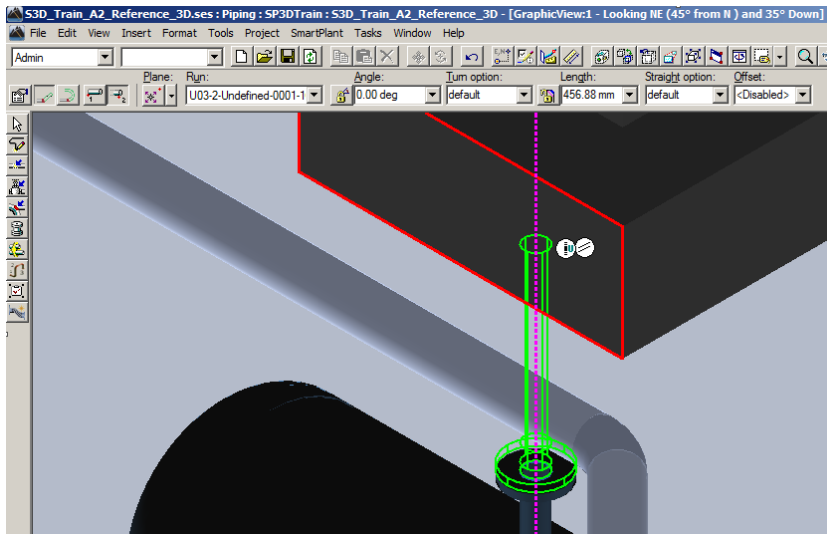 S3D_Train_A2_Reference_3D.ses : Piping : SP3DTrain : S3D_Train_A2_Reference_3D - [GraphicView:1 - Looking NE (45° from N ) and 35° Down]
File Edit View Insert Format Tools Project SmartPlant Tasks Window Help
Admin
Plane: Run: Angle: Turn option: Length: Straight option: Offset:
U03-2-Undefined-0001-1 0.00 deg default 456.88 mm default <Disabled>